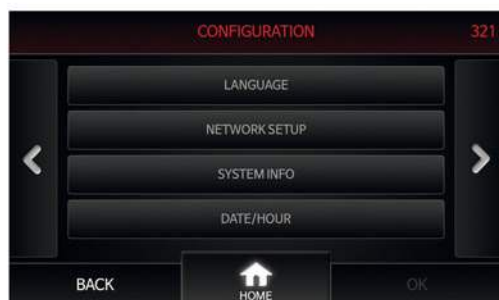 CONFIGURATION 321
LANGUAGE
NETWORK SETUP
SYSTEM INFO
DATE/HOUR
BACK HOME OK